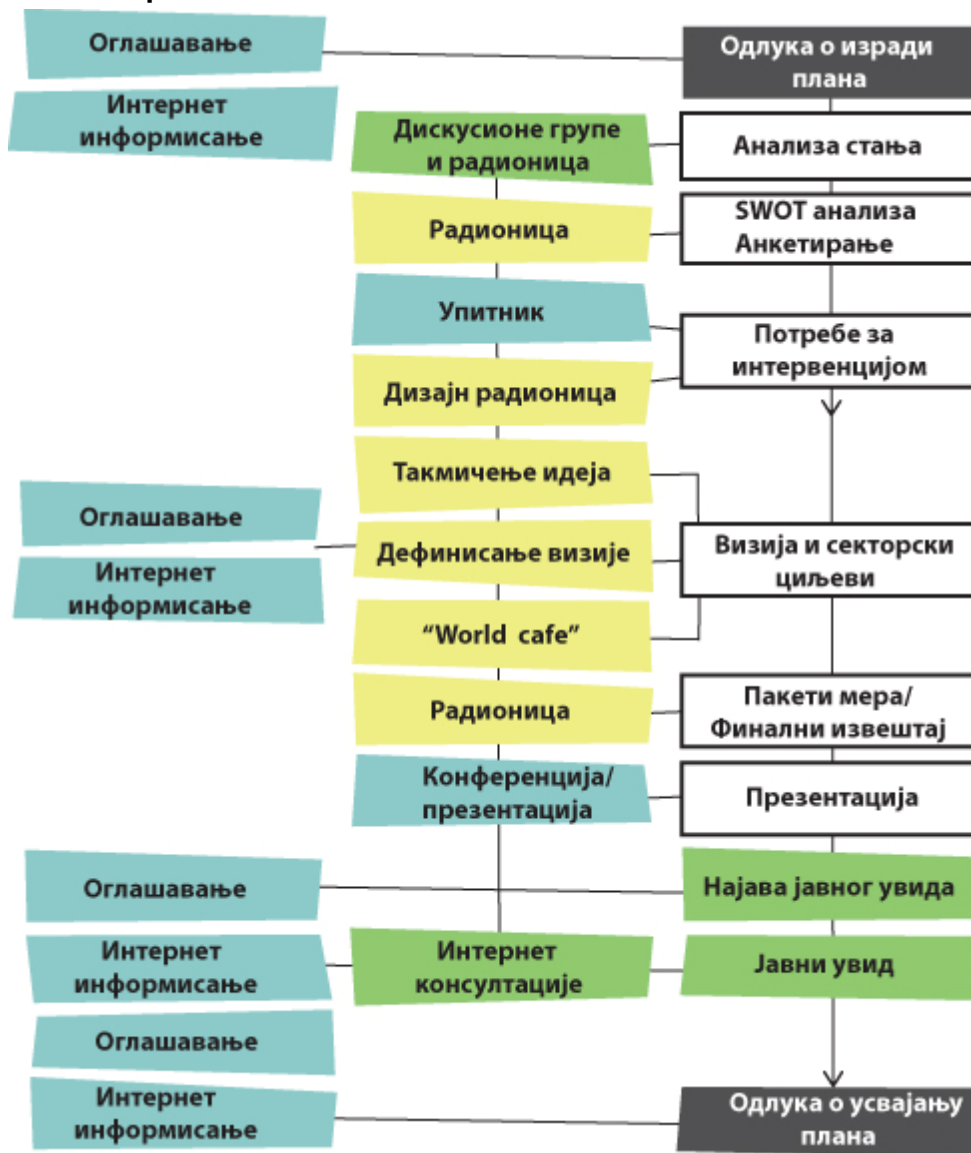 Оглашавање
Одлука о изради
плана
Интернет
информисање
Дискусионе групе
и радионица
Анализа стања
Радионица
SWOT анализа
Анкетирање
Упитник
Потребе за
интервенцијом
Дизајн радионица
Такмичење идеја
Оглашавање
Дефинисање визије
Визија и секторски
циљеви
Интернет
информисање
“World cafe”
Радионица
Пакети мера/
Финални извештај
Конференција/
презентација
Презентација
Оглашавање
Најава јавног увида
Интернет
информисање
Интернет
консултације
Јавни увид
Оглашавање
Интернет
информисање
Одлука о усвајању
плана